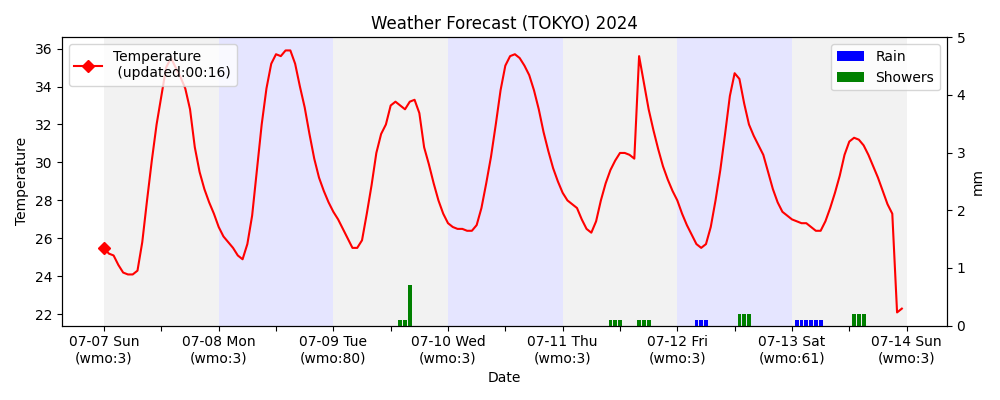 Weather Forecast (TOKYO) 2024
Temperature
(updated:00:16)
Rain
Showers
36
34
32
30
28
26
24
22
Temperature
5
4
3
2
1
0
mm
07-07 Sun
(wmo:3)
07-08 Mon
(wmo:3)
07-09 Tue
(wmo:80)
07-10 Wed
(wmo:3)
07-11 Thu
(wmo:3)
07-12 Fri
(wmo:3)
07-13 Sat
(wmo:61)
07-14 Sun
(wmo:3)
Date